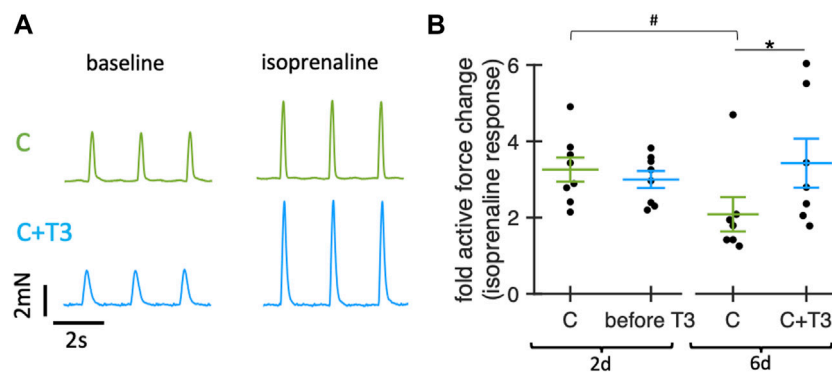 A
baseline
isoprenaline
C
C+T3
2mN
2s
B
#
*
fold active force change
(isoprenaline response)
6
4
2
0
C
before T3
C
C+T3
2d
6d